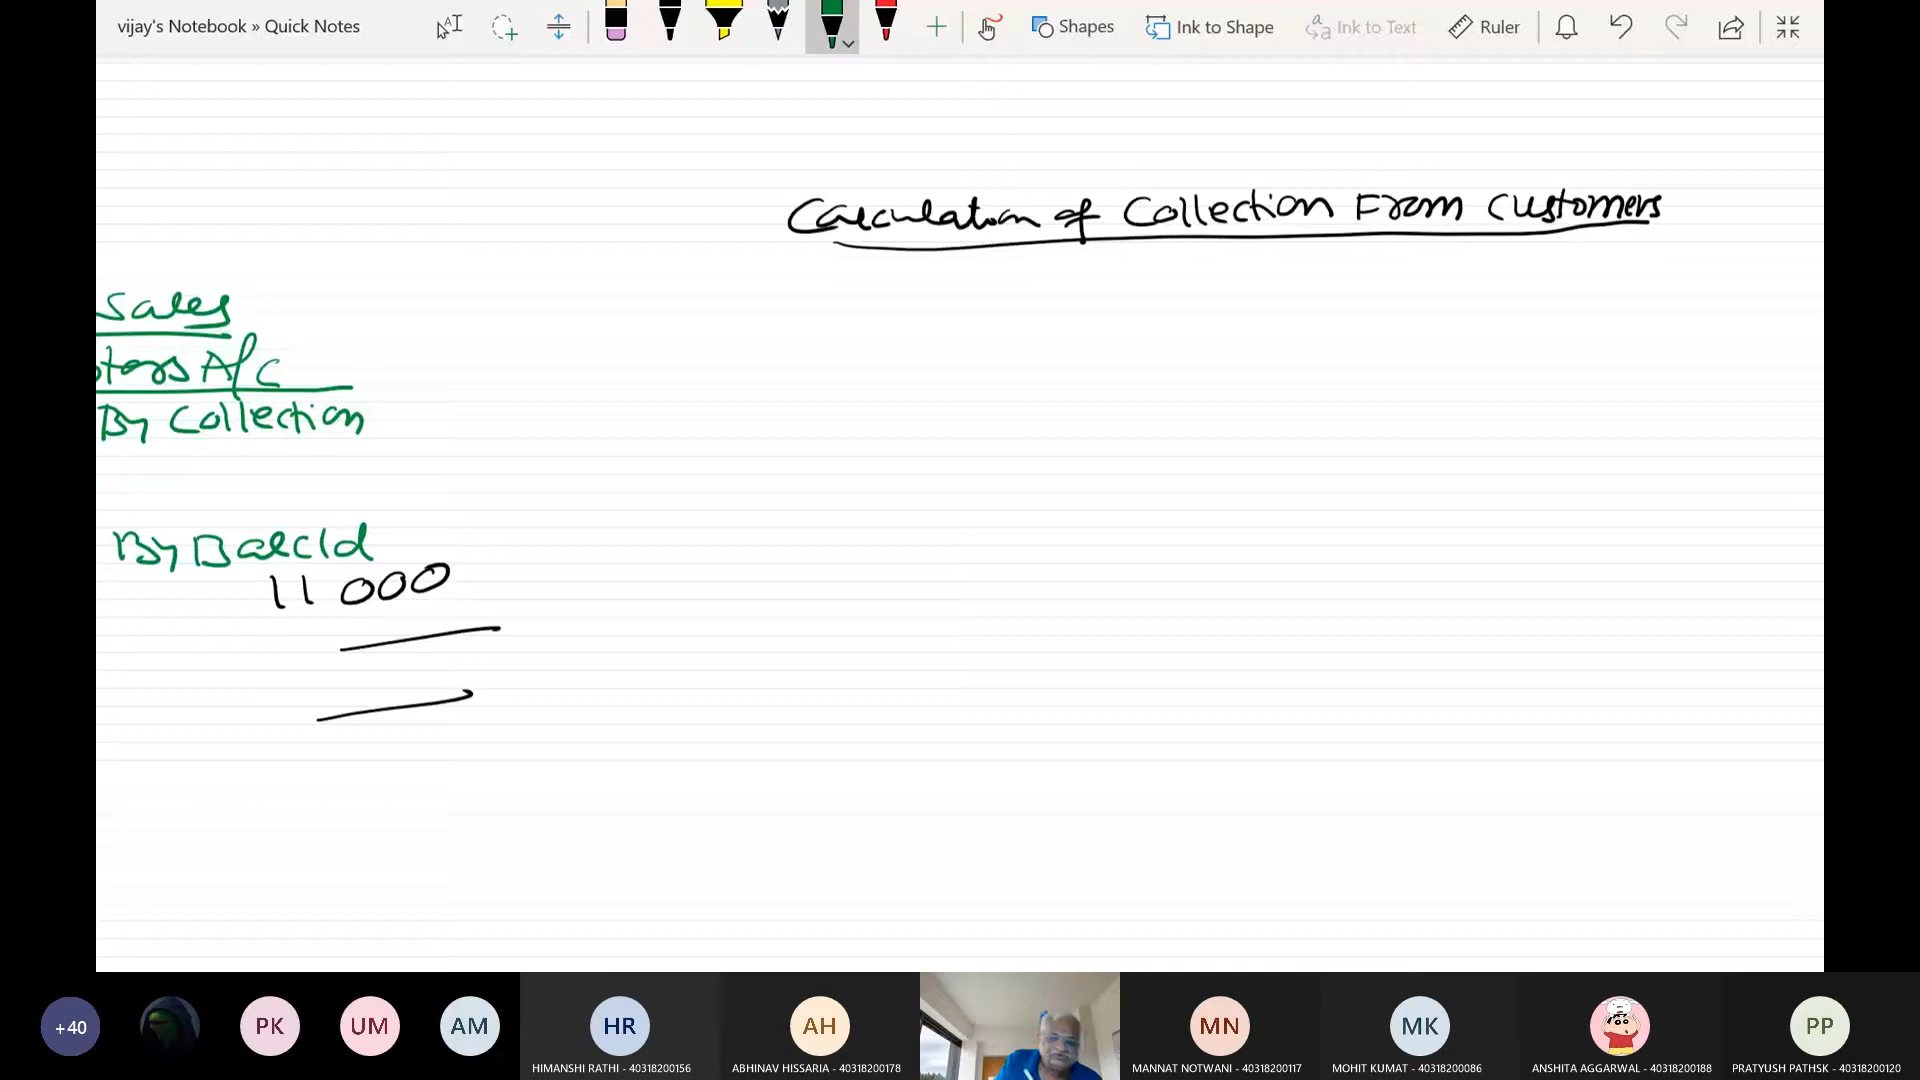 vijay's Notebook » Quick Notes
Shapes
Ink to Shape
Ink to Text
Ruler
Calculation of Collection From Customers
Sales
A/c
By Collection
By Balc/d
11 000
+40
PK
UM
AM
HR
HIMANSHI RATHI - 40318200156
AH
ABHINAV HISSARIA - 40318200178
MN
MANNAT NOTWANI - 40318200117
MK
MOHIT KUMAT - 40318200086
ANSHITA AGGARWAL - 40318200188
PP
PRATYUSH PATHSK - 40318200120